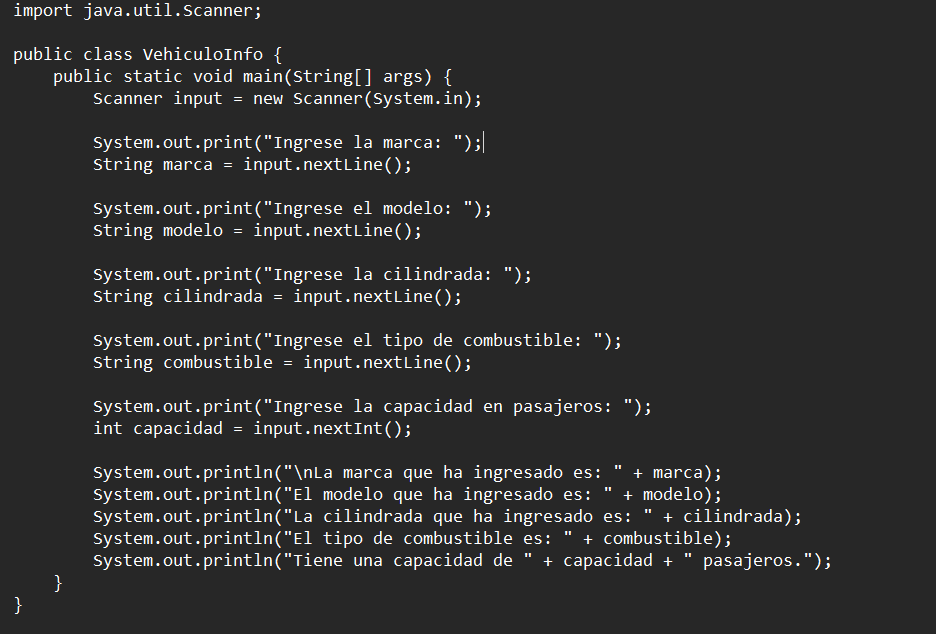 import java.util.Scanner;
public class VehiculoInfo {
public static void main(String[] args) {
Scanner input = new Scanner(System.in);
System.out.print("Ingrese la marca: ");
String marca = input.nextLine();
System.out.print("Ingrese el modelo: ");
String modelo = input.nextLine();
System.out.print("Ingrese la cilindrada: ");
String cilindrada = input.nextLine();
System.out.print("Ingrese el tipo de combustible: ");
String combustible = input.nextLine();
System.out.print("Ingrese la capacidad en pasajeros: ");
int capacidad = input.nextInt();
System.out.println("\nLa marca que ha ingresado es: " + marca);
System.out.println("El modelo que ha ingresado es: " + modelo);
System.out.println("La cilindrada que ha ingresado es: " + cilindrada);
System.out.println("El tipo de combustible es: " + combustible);
System.out.println("Tiene una capacidad de " + capacidad + " pasajeros.");
}
}